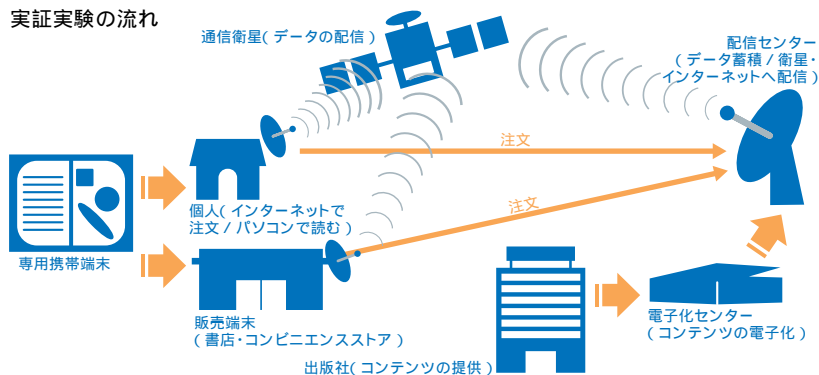 実証実験の流れ
通信衛星(データの配信)
配信センター
(データ蓄積/衛星・
インターネットへ配信)
注文
個人(インターネットで
注文/パソコンで読む)
注文
専用携帯端末
販売端末
(書店・コンビニエンスストア)
電子化センター
(コンテンツの電子化)
出版社(コンテンツの提供)